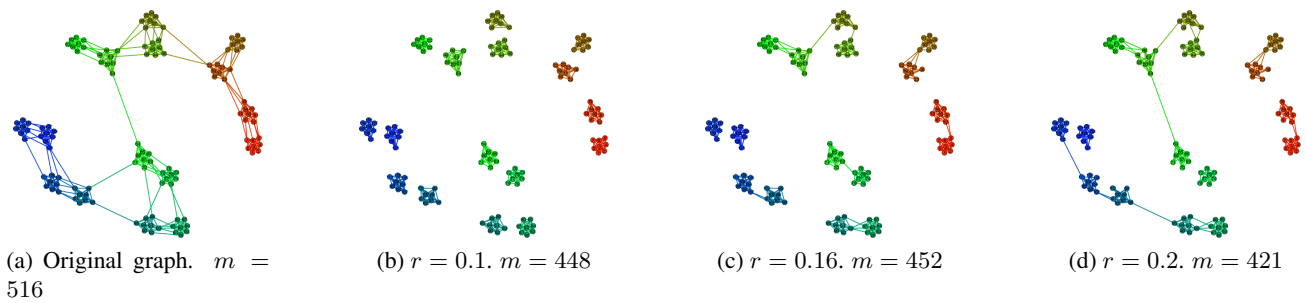 (a) Original graph. m =
516
(b) r = 0.1. m = 448
(c) r = 0.16. m = 452
(d) r = 0.2. m = 421